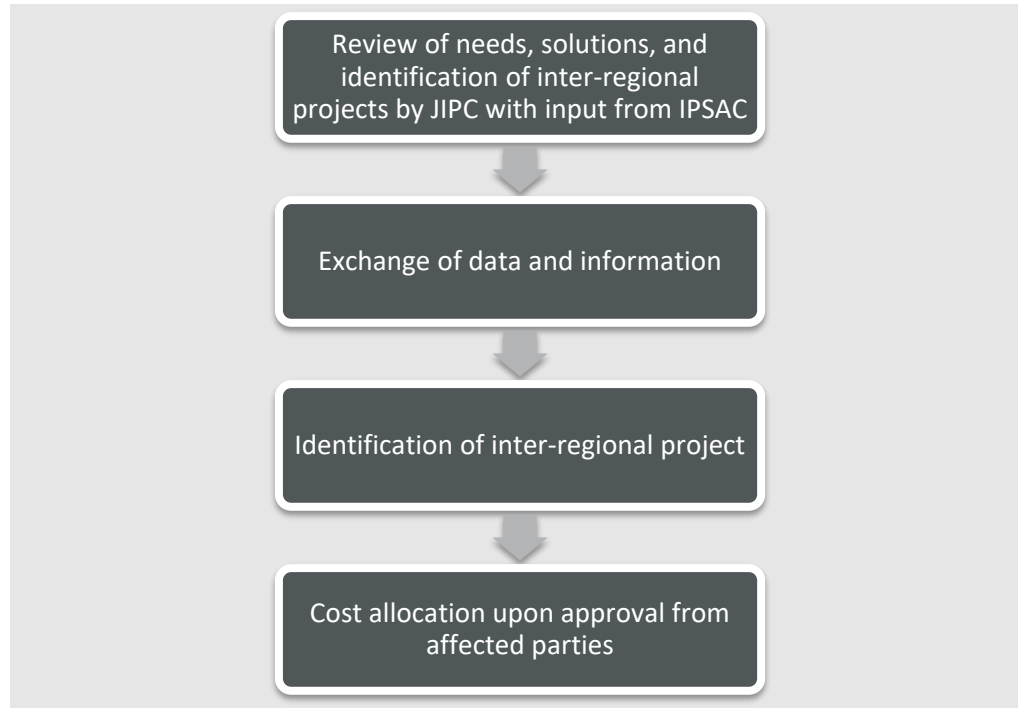 Review of needs, solutions, and
identification of inter-regional
projects by JIPC with input from IPSAC
Exchange of data and information
Identification of inter-regional project
Cost allocation upon approval from
affected parties